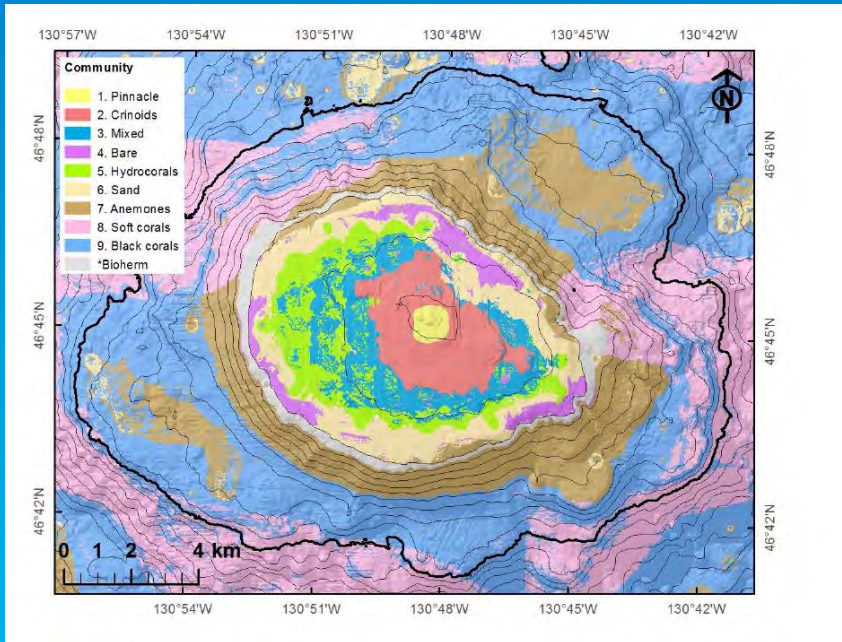 130°57'W 130°54'W 130°51'W 130°48'W 130°45'W 130°42'W
Community
1. Pinnacle
2. Crinoids
3. Mixed
4. Bare
5. Hydrocorals
6. Sand
7. Anemones
8. Soft corals
9. Black corals
*Bioherm
N
46°48'N 46°48'N
46°45'N 46°45'N
46°42'N 46°42'N
0 1 2 4 km
130°54'W 130°51'W 130°48'W 130°45'W 130°42'W